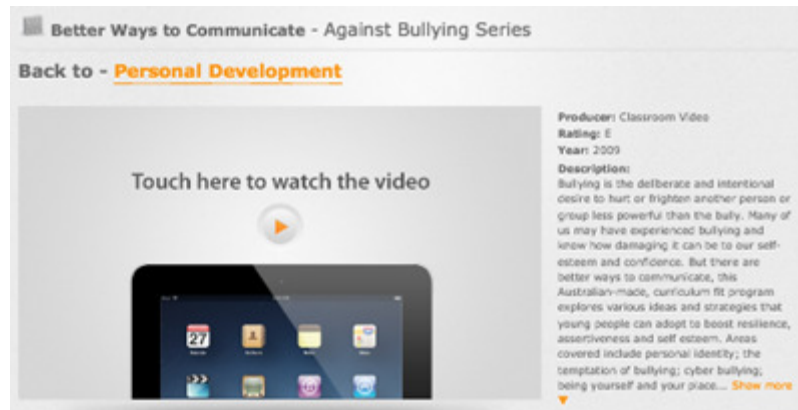 Better Ways to Communicate - Against Bullying Series
Back to - Personal Development
Touch here to watch the video
27
Producer: Classroom Video
Rating: E
Year: 2009
Description:
Bullying is the deliberate and intentional
desire to hurt or frighten another person or
group less powerful than the bully. Many of
us may have experienced bullying and
know how damaging it can be to our self-
esteem and confidence. But there are
better ways to communicate, this
Australian-made, curriculum fit program
explores various ideas and strategies that
young people can adopt to boost resilience,
assertiveness and self esteem. Areas
covered include personal identity; the
temptation of bullying; cyber bullying;
being yourself and your place... Show more